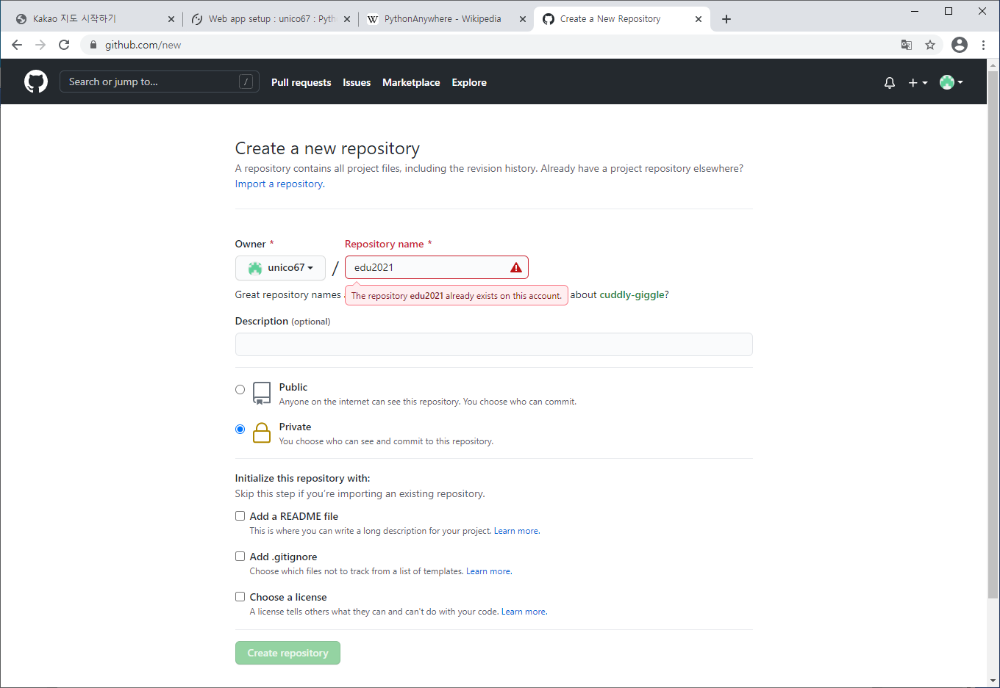 Kakao 지도 시작하기
Web app setup : unico67 : Pyth
PythonAnywhere - Wikipedia
Create a New Repository
github.com/new
Search or jump to...
/
Pull requests
Issues
Marketplace
Explore
Create a new repository
A repository contains all project files, including the revision history. Already have a project repository elsewhere?
Import a repository.
Owner *
Repository name *
unico67
/
edu2021
Great repository names
The repository edu2021 already exists on this account.
about cuddly-giggle?
Description (optional)
Public
Anyone on the internet can see this repository. You choose who can commit.
Private
You choose who can see and commit to this repository.
Initialize this repository with:
Skip this step if you're importing an existing repository.
Add a README file
This is where you can write a long description for your project. Learn more.
Add .gitignore
Choose which files not to track from a list of templates. Learn more.
Choose a license
A license tells others what they can and can't do with your code. Learn more.
Create repository